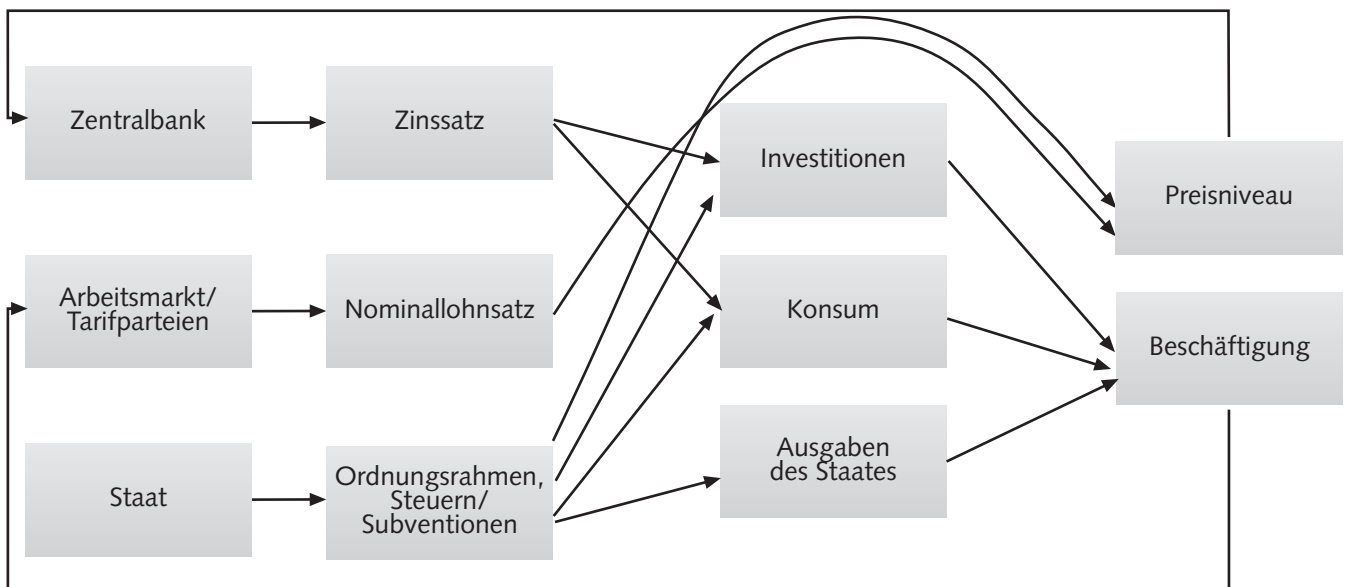 Zentralbank
Zinssatz
Investitionen
Preisniveau
Arbeitsmarkt/
Tarifparteien
Nominallohnsatz
Konsum
Beschäftigung
Staat
Ordnungsrahmen,
Steuern/
Subventionen
Ausgaben
des Staates